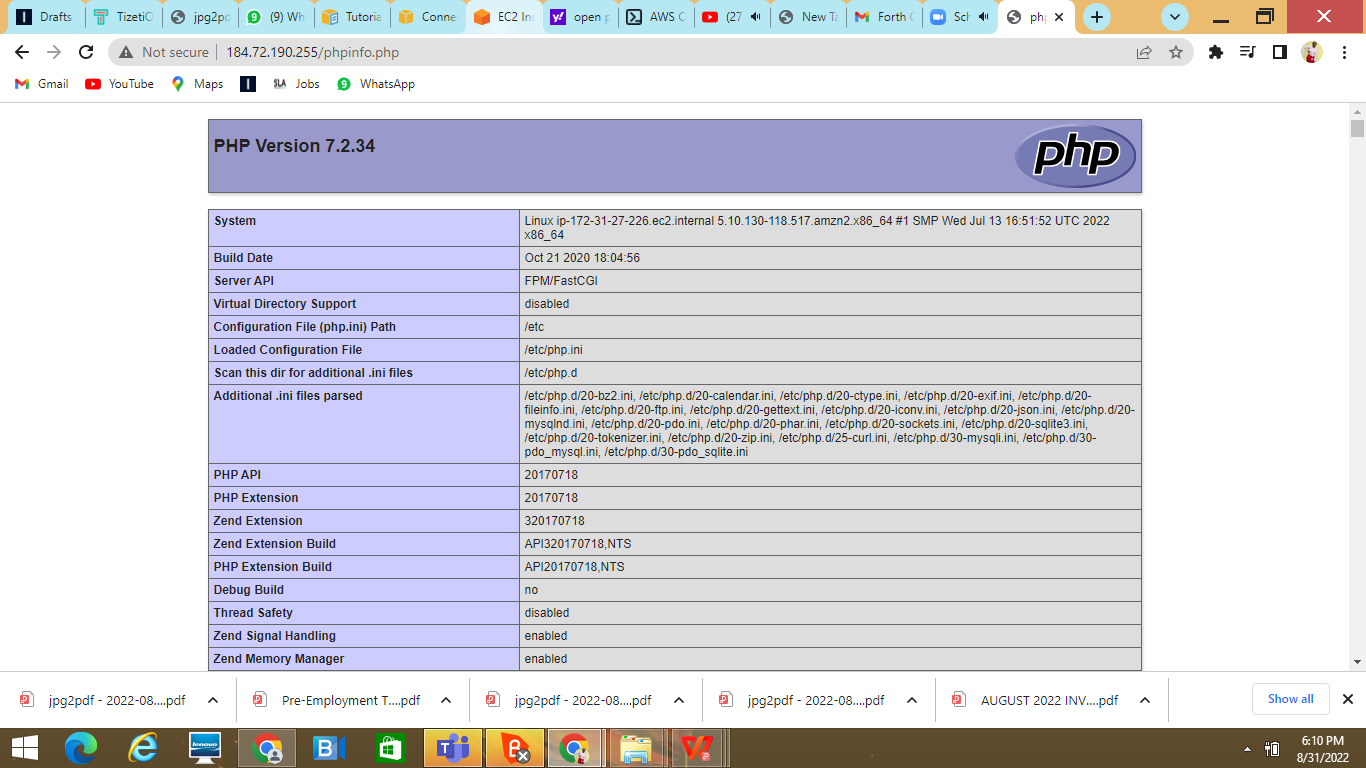 Drafts
TizetiO
jpg2pd
(9) Wh
Tutoria
Conne
EC2 Ins
open p
AWS C
(27
New Ta
Forth C
Sch
php
Not secure
184.72.190.255/phpinfo.php
Gmail
YouTube
Maps
SLA
Jobs
9
WhatsApp
PHP Version 7.2.34
php
System
Linux ip-172-31-27-226.ec2.internal 5.10.130-118.517.amzn2.x86_64 #1 SMP Wed Jul 13 16:51:52 UTC 2022
x86_64
Build Date
Oct 21 2020 18:04:56
Server API
FPM/FastCGI
Virtual Directory Support
disabled
Configuration File (php.ini) Path
/etc
Loaded Configuration File
/etc/php.ini
Scan this dir for additional .ini files
/etc/php.d
Additional .ini files parsed
/etc/php.d/20-bz2.ini, /etc/php.d/20-calendar.ini, /etc/php.d/20-ctype.ini, /etc/php.d/20-exif.ini, /etc/php.d/20-
fileinfo.ini, /etc/php.d/20-ftp.ini, /etc/php.d/20-gettext.ini, /etc/php.d/20-iconv.ini, /etc/php.d/20-json.ini, /etc/php.d/20-
mysqlnd.ini, /etc/php.d/20-pdo.ini, /etc/php.d/20-phar.ini, /etc/php.d/20-sockets.ini, /etc/php.d/20-sqlite3.ini,
/etc/php.d/20-tokenizer.ini, /etc/php.d/20-zip.ini, /etc/php.d/25-curl.ini, /etc/php.d/30-mysqli.ini, /etc/php.d/30-
pdo_mysql.ini, /etc/php.d/30-pdo_sqlite.ini
PHP API
20170718
PHP Extension
20170718
Zend Extension
320170718
Zend Extension Build
API320170718,NTS
PHP Extension Build
API20170718,NTS
Debug Build
no
Thread Safety
disabled
Zend Signal Handling
enabled
Zend Memory Manager
enabled
jpg2pdf - 2022-08....pdf
Pre-Employment T....pdf
jpg2pdf - 2022-08....pdf
jpg2pdf - 2022-08....pdf
AUGUST 2022 INV....pdf
Show all
lenovo
6:10 PM
8/31/2022